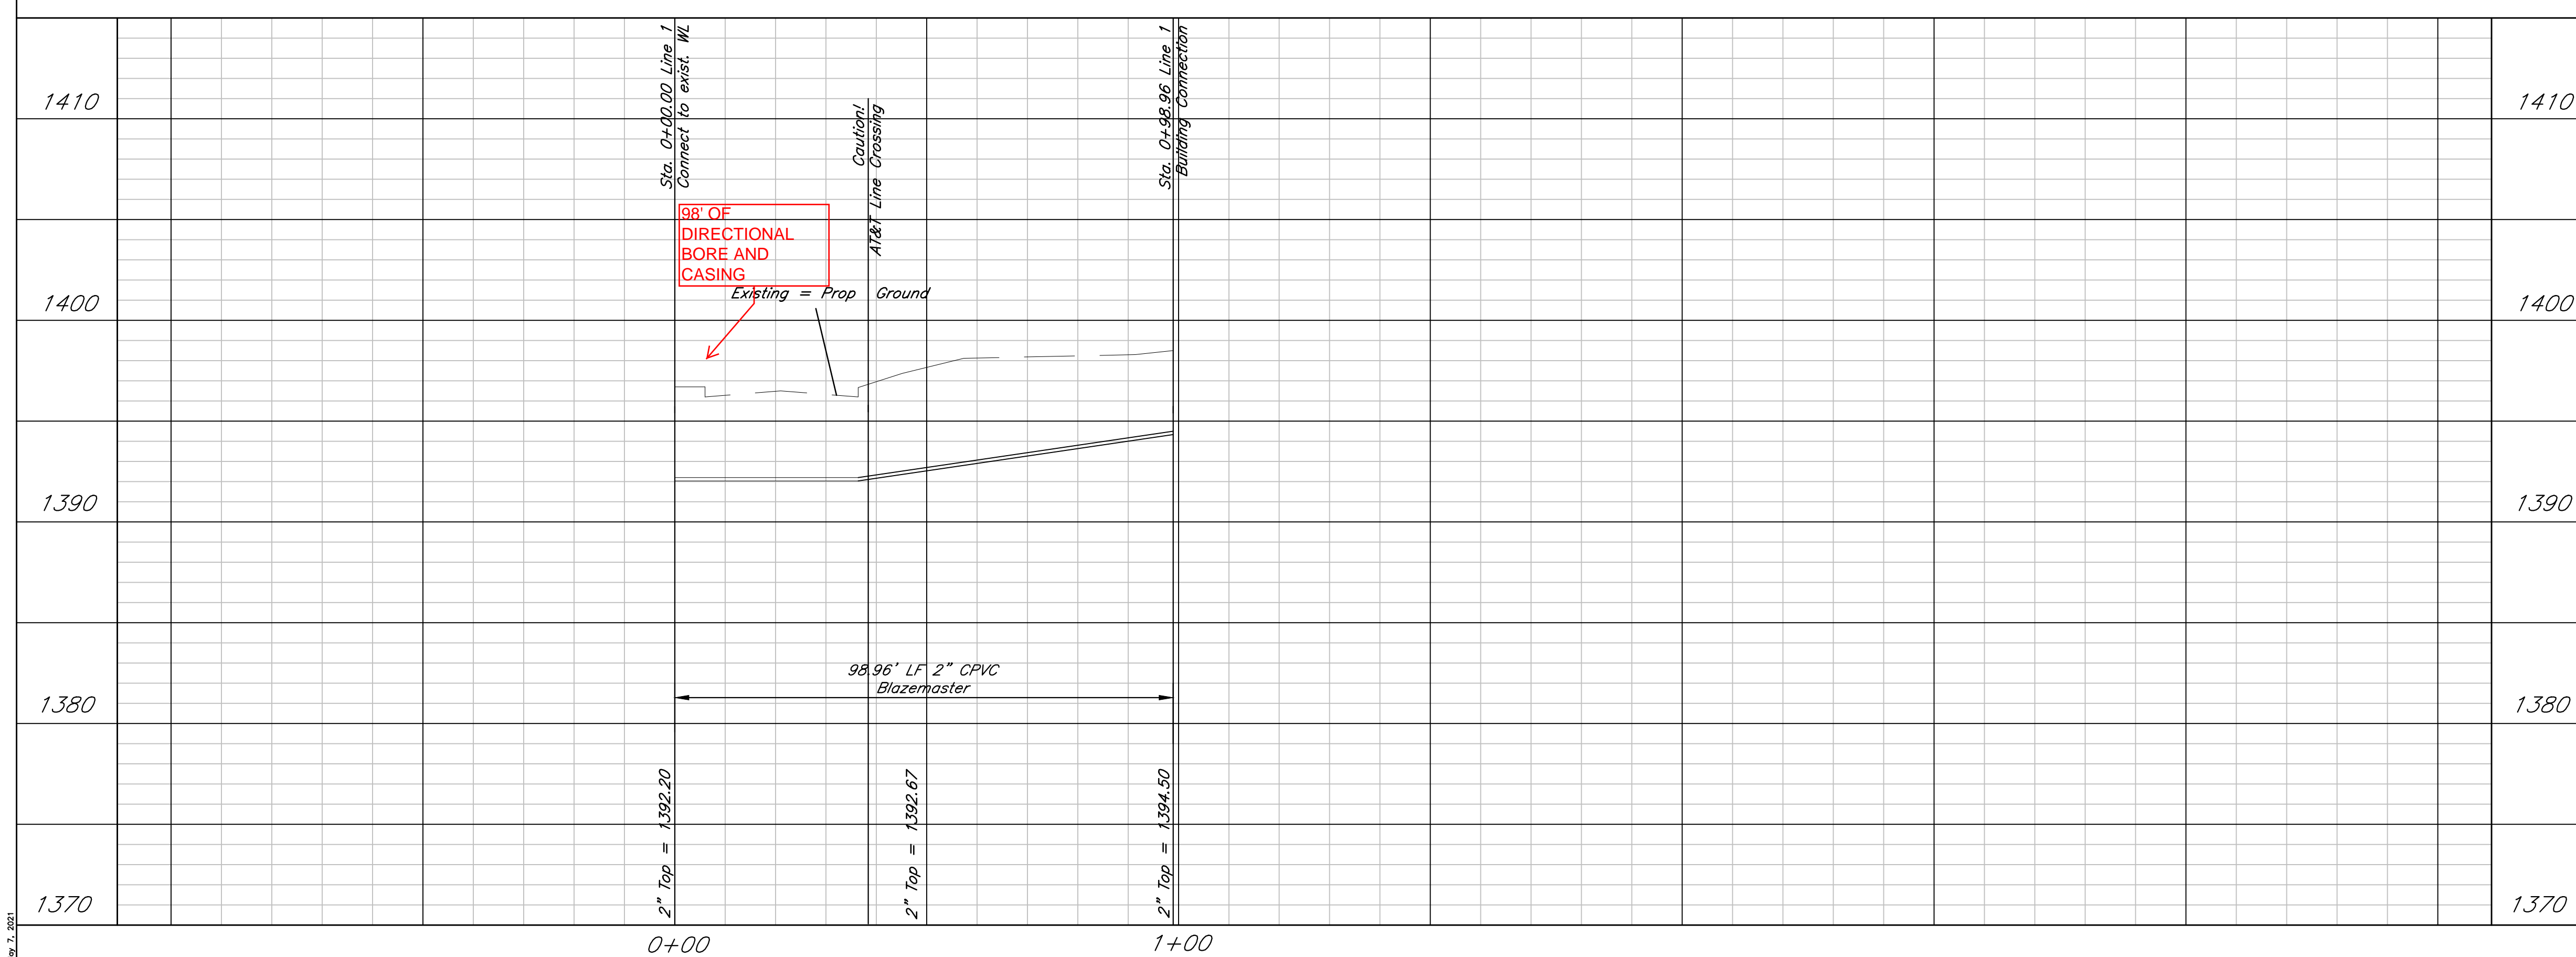 Sta. 0+00.00 Line 1
Connect to exist. WL
Caution!
AT&T Line Crossing
Sta. 0+98.96 Line 1
Building Connection
1410
1410
98' OF
DIRECTIONAL
BORE AND
CASING
Existing = Prop Ground
1400
1400
1390
1390
98.96' LF 2" CPVC
Blazemaster
1380
1380
2" Top = 1392.20
2" Top = 1392.67
2" Top = 1394.50
1370
1370
0+00
1+00
7, 2021